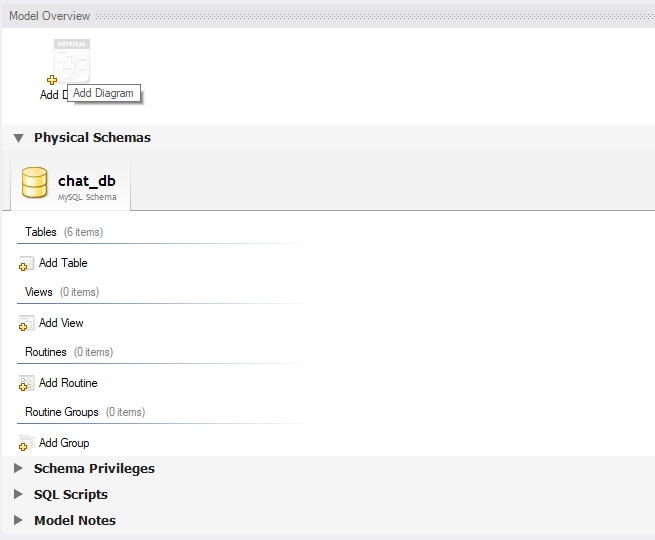 Model Overview
PHYSICAL
Add D
Add Diagram
Physical Schemas
chat_db
MySQL Schema
Tables (6 items)
Add Table
Views (0 items)
Add View
Routines (0 items)
Add Routine
Routine Groups (0 items)
Add Group
Schema Privileges
SQL Scripts
Model Notes